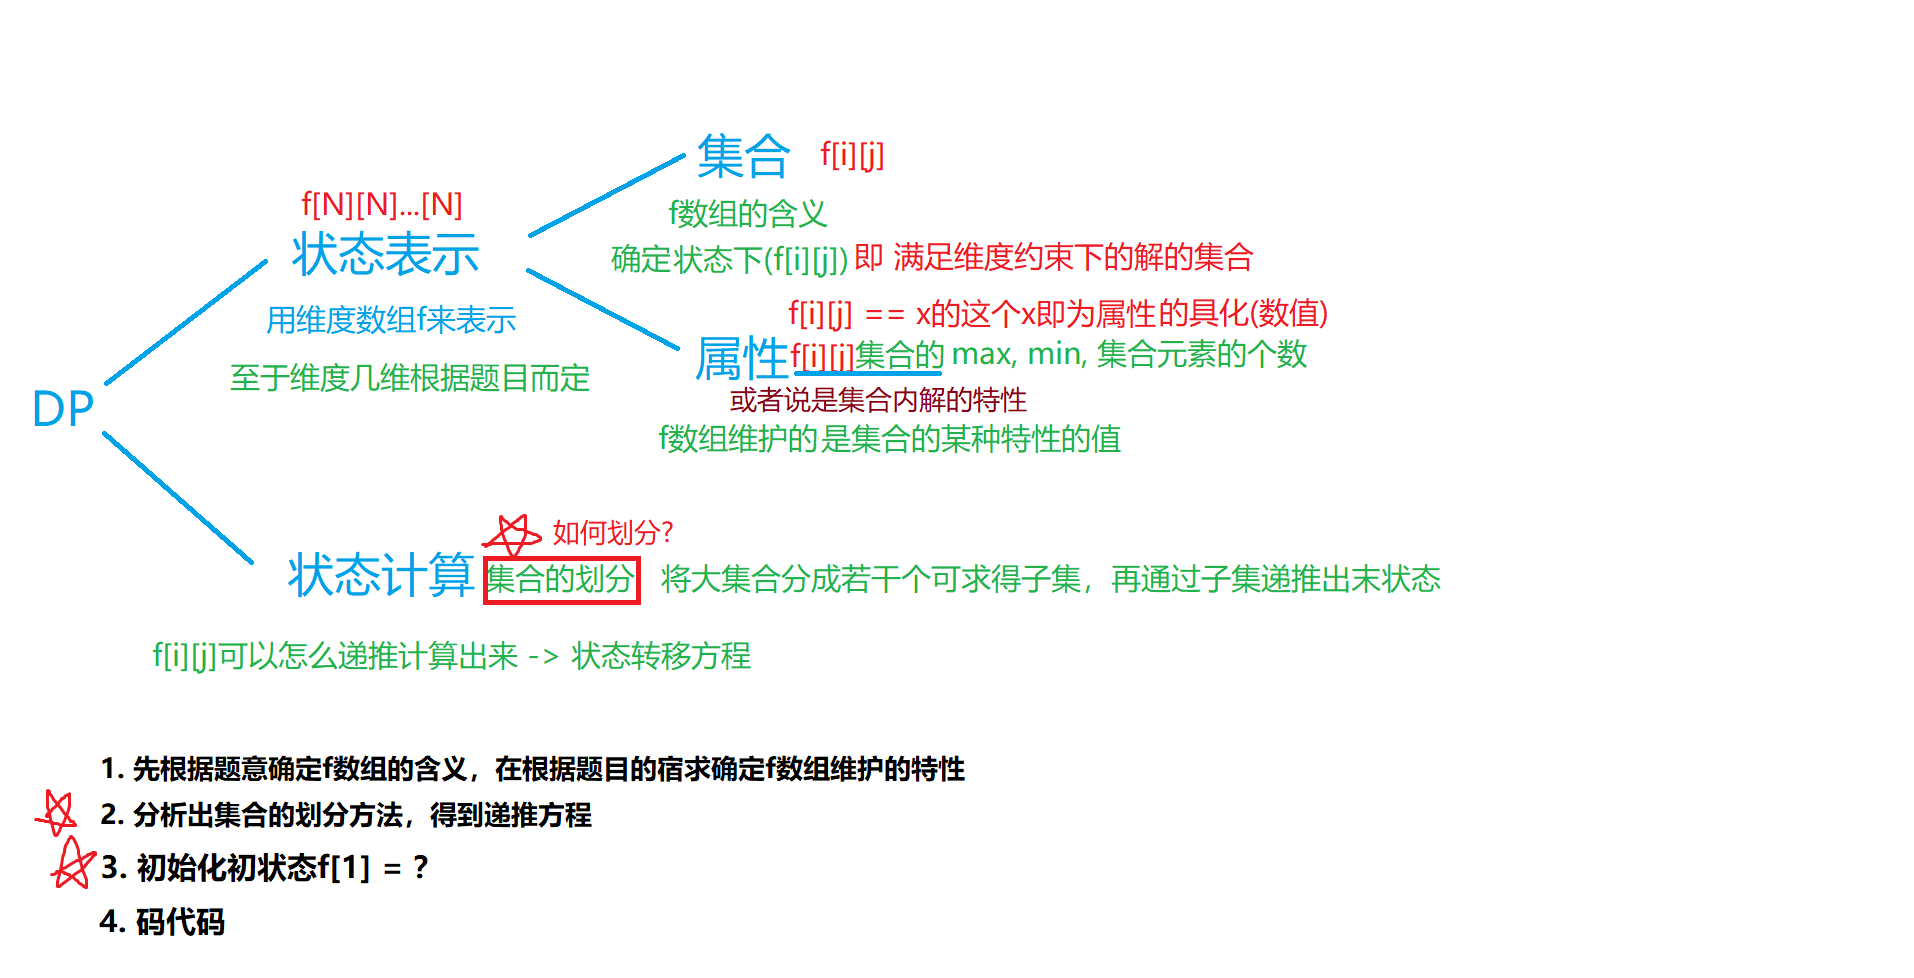 集合 f[i][j]
f[N][N]...[N]
f数组的含义
状态表示
确定状态下(f[i][j]) 即 满足维度约束下的解的集合
用维度数组f来表示
f[i][j] == x的这个x即为属性的具化(数值)
属性f[i][j]集合的 max, min, 集合元素的个数
至于维度几维根据题目而定
或者说是集合内解的特性
DP
f数组维护的是集合的某种特性的值
如何划分?
状态计算 集合的划分 将大集合分成若干个可求得子集，再通过子集递推出末状态
f[i][j]可以怎么递推计算出来 -> 状态转移方程
1. 先根据题意确定f数组的含义，在根据题目的宿求确定f数组维护的特性
2. 分析出集合的划分方法，得到递推方程
3. 初始化初状态f[1] = ?
4. 码代码